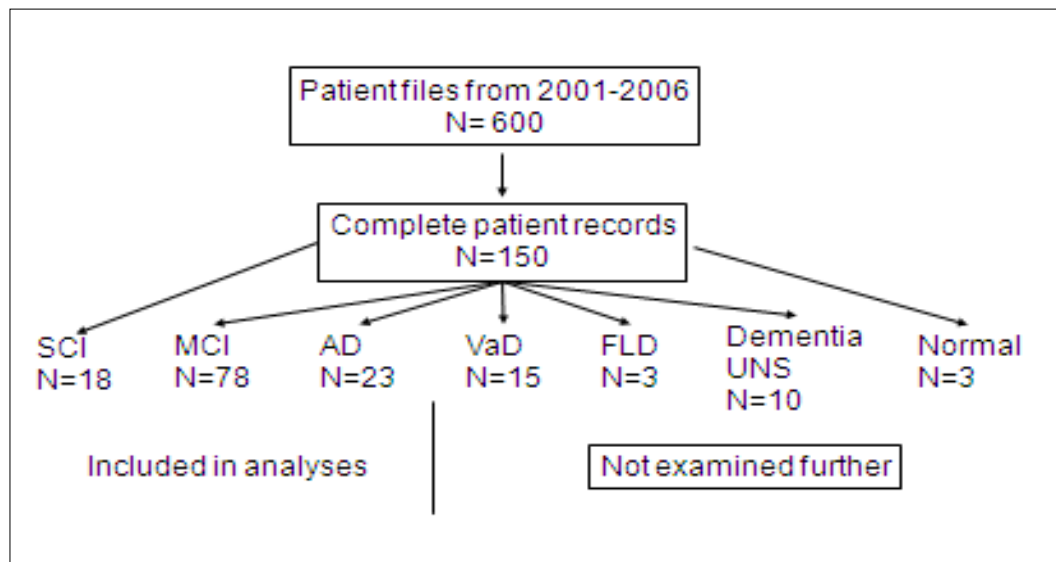 Patient files from 2001-2006
N= 600
Complete patient records
N=150
SCI
N=18
MCI
N=78
AD
N=23
VaD
N=15
FLD
N=3
Dementia
UNS
N=10
Normal
N=3
Included in analyses
Not examined further